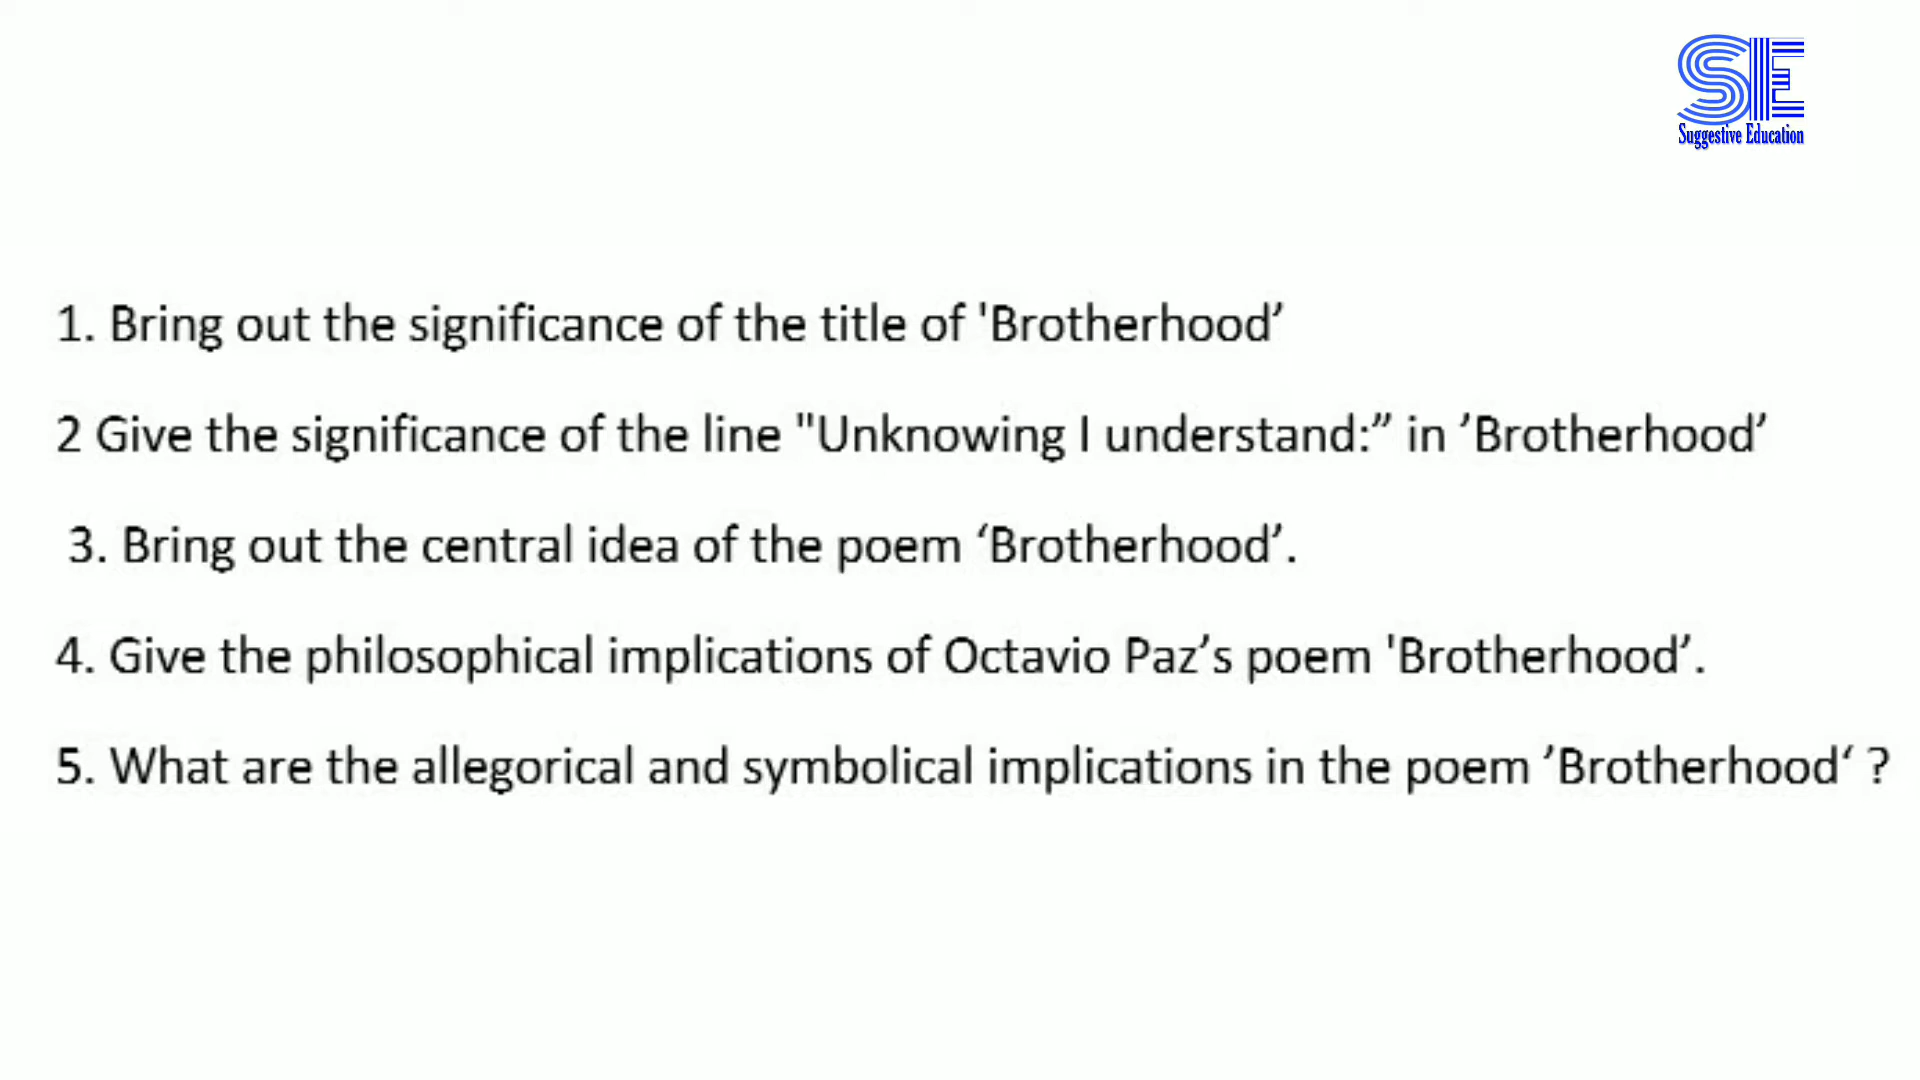 SE
Suggestive Education
1. Bring out the significance of the title of 'Brotherhood’
2 Give the significance of the line "Unknowing I understand:” in ’Brotherhood’
3. Bring out the central idea of the poem ‘Brotherhood’.
4. Give the philosophical implications of Octavio Paz’s poem 'Brotherhood’.
5. What are the allegorical and symbolical implications in the poem ’Brotherhood‘ ?